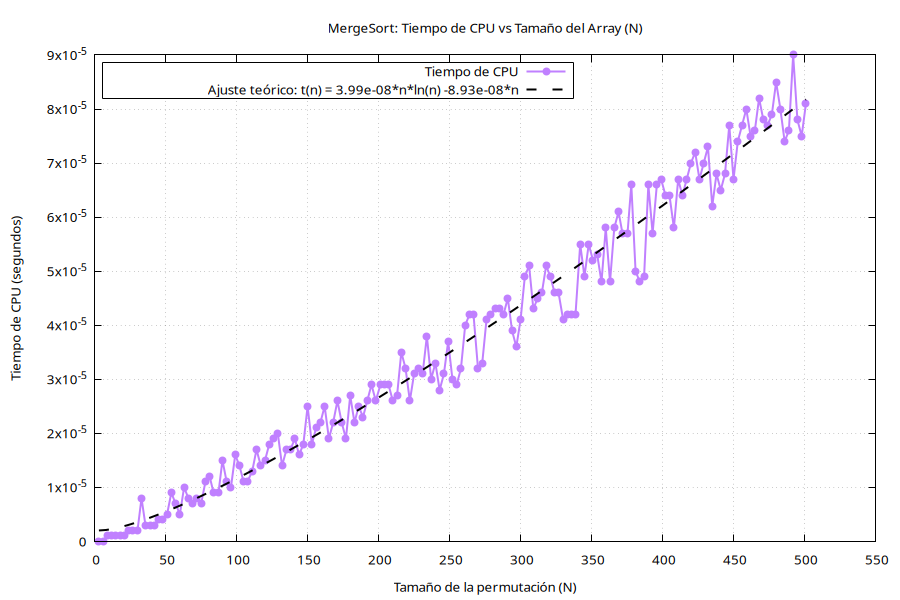 MergeSort: Tiempo de CPU vs Tamaño del Array (N)
Tiempo de CPU
Ajuste teórico: t(n) = 3.99e-08*n*ln(n) -8.93e-08*n
9x10-5
8x10-5
7x10-5
6x10-5
5x10-5
4x10-5
3x10-5
2x10-5
1x10-5
0
Tiempo de CPU (segundos)
0 50 100 150 200 250 300 350 400 450 500 550
Tamaño de la permutación (N)